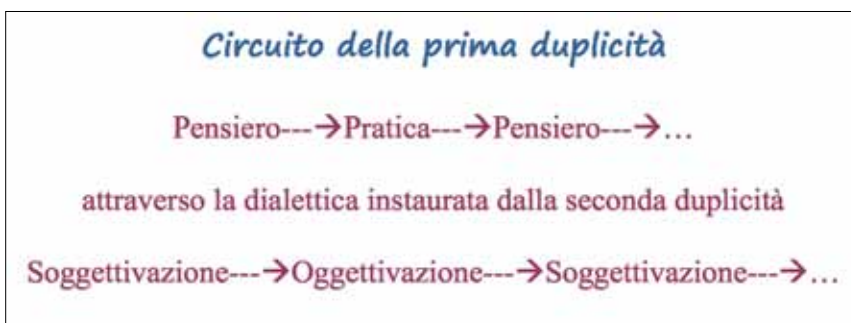 Circuito della prima duplicità
Pensiero---→Pratica---→Pensiero---→…
attraverso la dialettica instaurata dalla seconda duplicità
Soggettivazione---→Oggettivazione---→Soggettivazione---→…